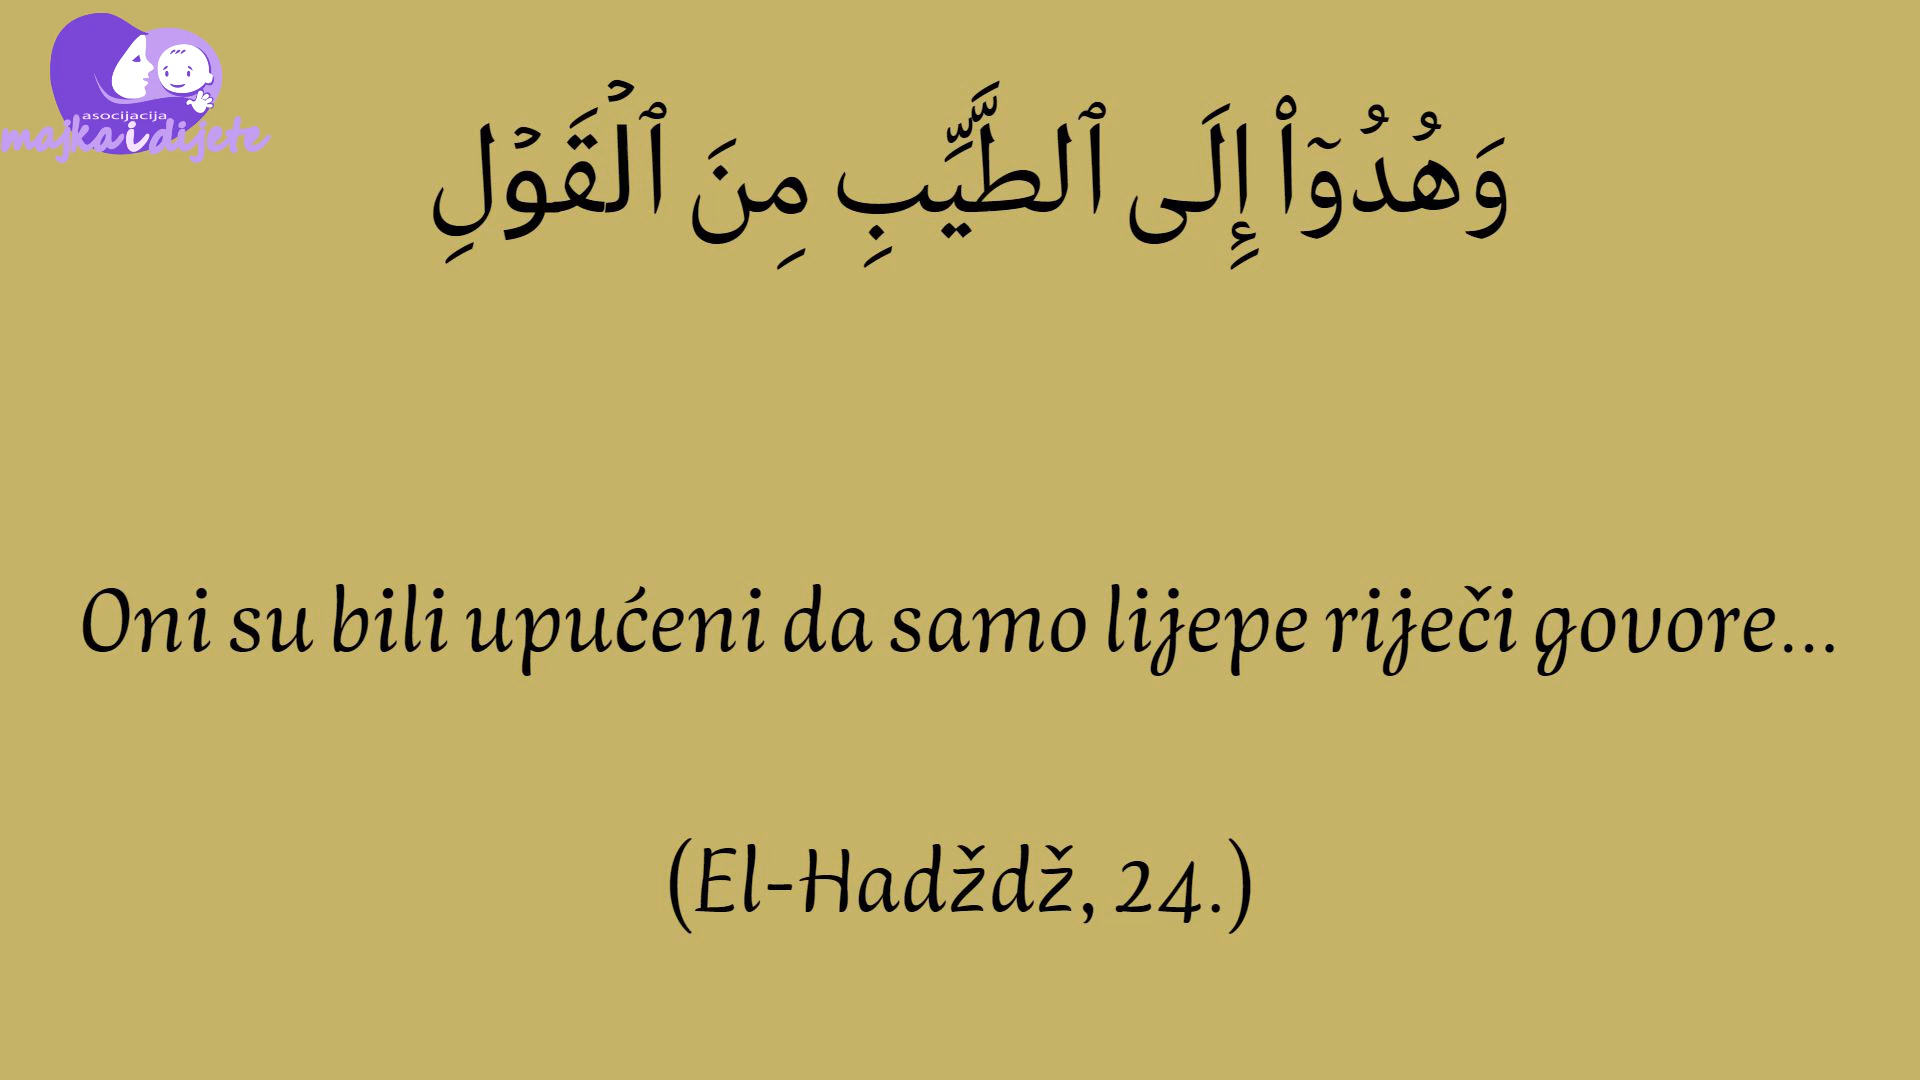 asocijacija
majka i dijete
وَهُدُوٓا۟ إِلَى ٱلطَّيِّبِ مِنَ ٱلْقَوْلِ
Oni su bili upućeni da samo lijepe riječi govore...
(El-Hadždž, 24.)